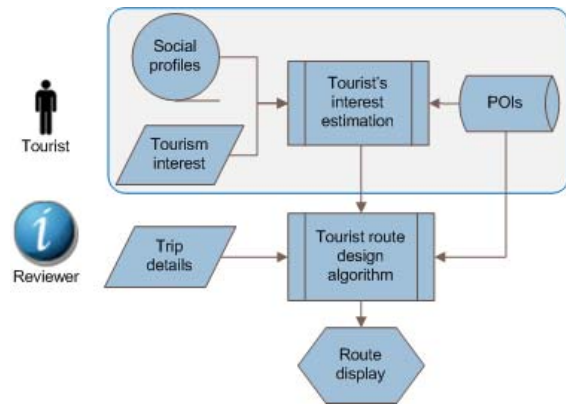 Social
profiles
Tourist's
interest
estimation
POIs
Tourist
Tourism
interest
i
Reviewer
Trip
details
Tourist route
design
algorithm
Route
display